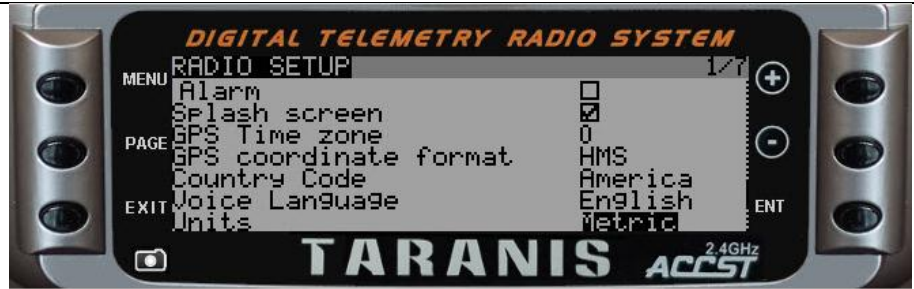 DIGITAL TELEMETRY RADIO SYSTEM
MENU
PAGE
EXIT
RADIO SETUP 1/7
Alarm
Splash screen
GPS Time zone 0
GPS coordinate format HMS
Country Code America
Voice Language English
Units Metric
+
-
ENT
TARANIS
2.4GHz
ACCST